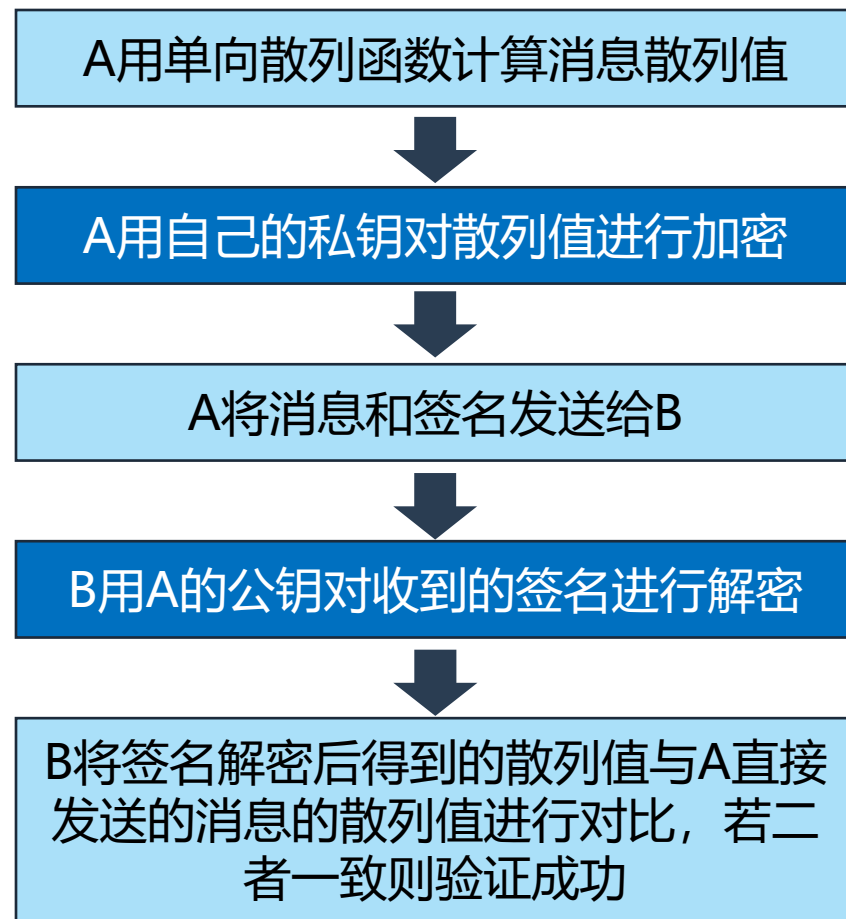 A用单向散列函数计算消息散列值
A用自己的私钥对散列值进行加密
A将消息和签名发送给B
B用A的公钥对收到的签名进行解密
B将签名解密后得到的散列值与A直接
发送的消息的散列值进行对比，若二
者一致则验证成功